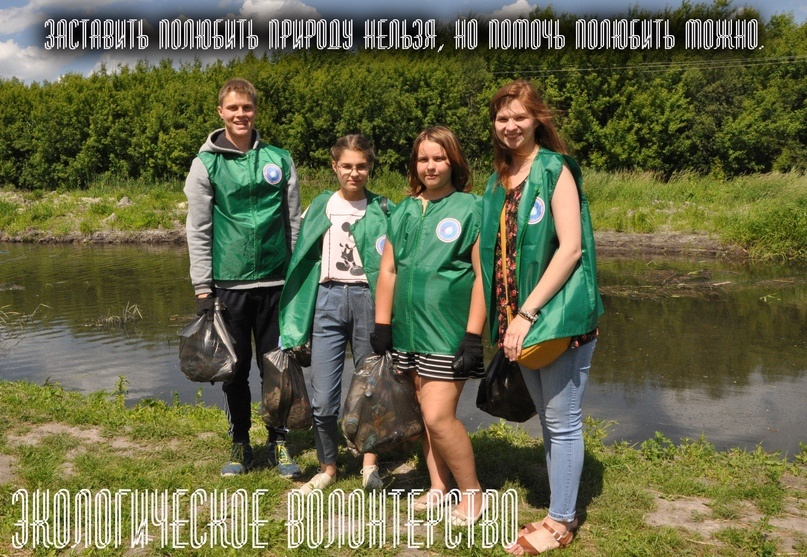 ЗАСТАВИТЬ ПОЛЮБИТЬ ПРИРОДУ НЕЛЬЗЯ, НО ПОМОЧЬ ПОЛЮБИТЬ МОЖНО.
ЭКОЛОГИЧЕСКОЕ ВОЛОНТЕРСТВО